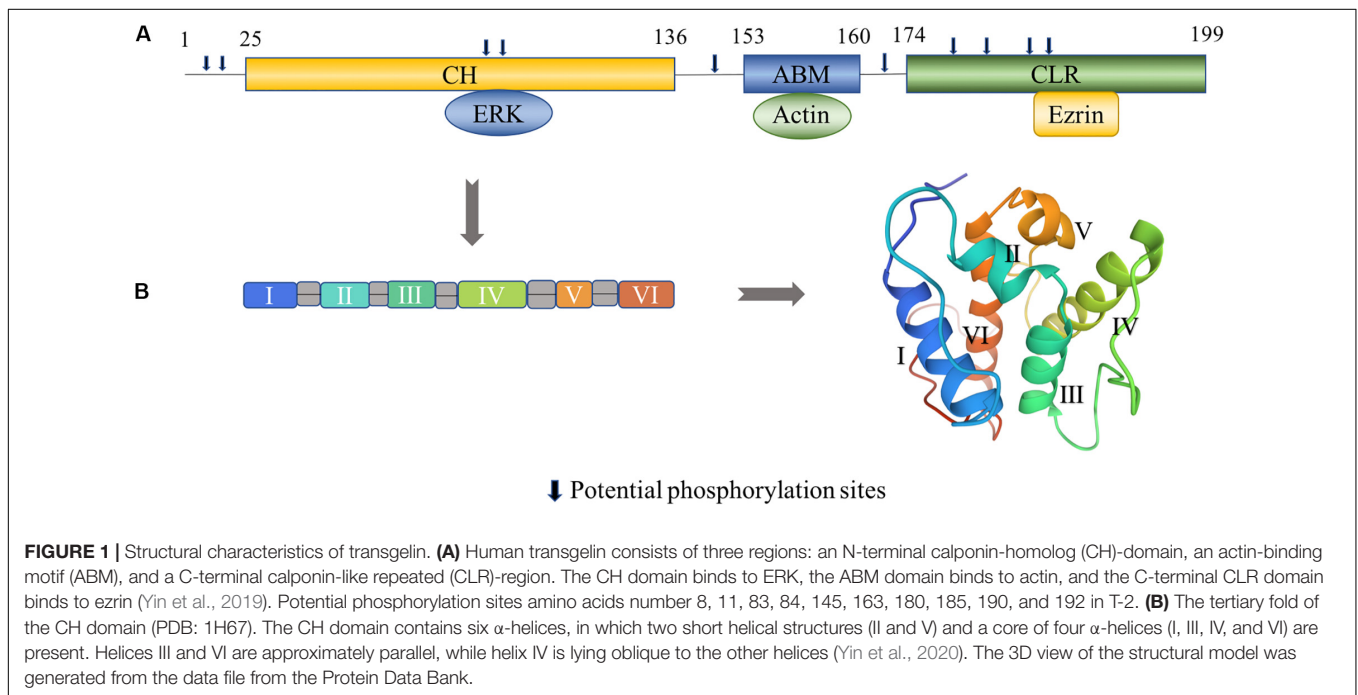 A
1 25 136 153 160 174 199
CH ABM CLR
ERK Actin Ezrin
B
I II III IV V VI
V
II
IV
VI
I
III
Potential phosphorylation sites
FIGURE 1 | Structural characteristics of transgelin. (A) Human transgelin consists of three regions: an N-terminal calponin-homolog (CH)-domain, an actin-binding
motif (ABM), and a C-terminal calponin-like repeated (CLR)-region. The CH domain binds to ERK, the ABM domain binds to actin, and the C-terminal CLR domain
binds to ezrin (Yin et al., 2019). Potential phosphorylation sites amino acids number 8, 11, 83, 84, 145, 163, 180, 185, 190, and 192 in T-2. (B) The tertiary fold of
the CH domain (PDB: 1H67). The CH domain contains six α-helices, in which two short helical structures (II and V) and a core of four α-helices (I, III, IV, and VI) are
present. Helices III and VI are approximately parallel, while helix IV is lying oblique to the other helices (Yin et al., 2020). The 3D view of the structural model was
generated from the data file from the Protein Data Bank.